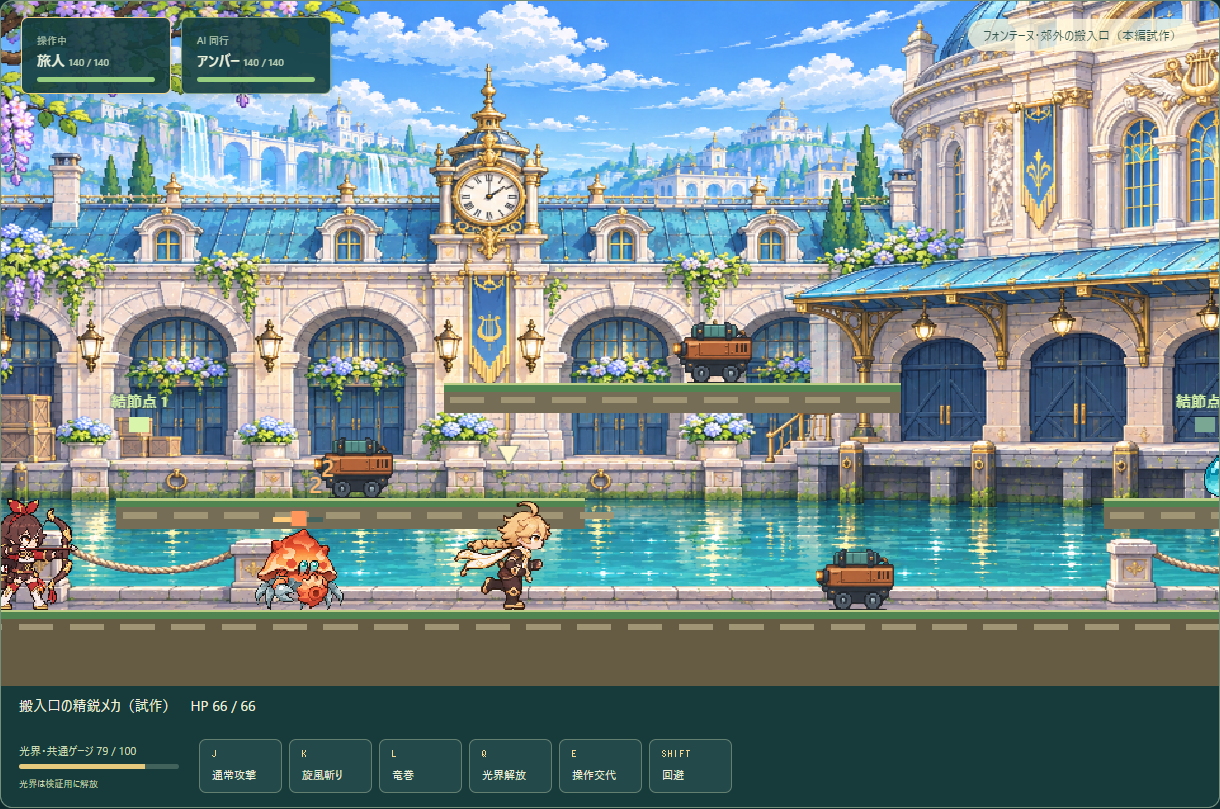 操作中
旅人 140 / 140
AI 同行
アンバー 140 / 140
フォンテーヌ・郊外の搬入口（本編試作）
結節点 1
結節点
2
2
搬入口の精鋭メカ（試作） HP 66 / 66
光界・共通ゲージ 79 / 100
光界は検証用に解放
J
通常攻撃
K
旋風斬り
L
竜巻
Q
光界解放
E
操作交代
SHIFT
回避